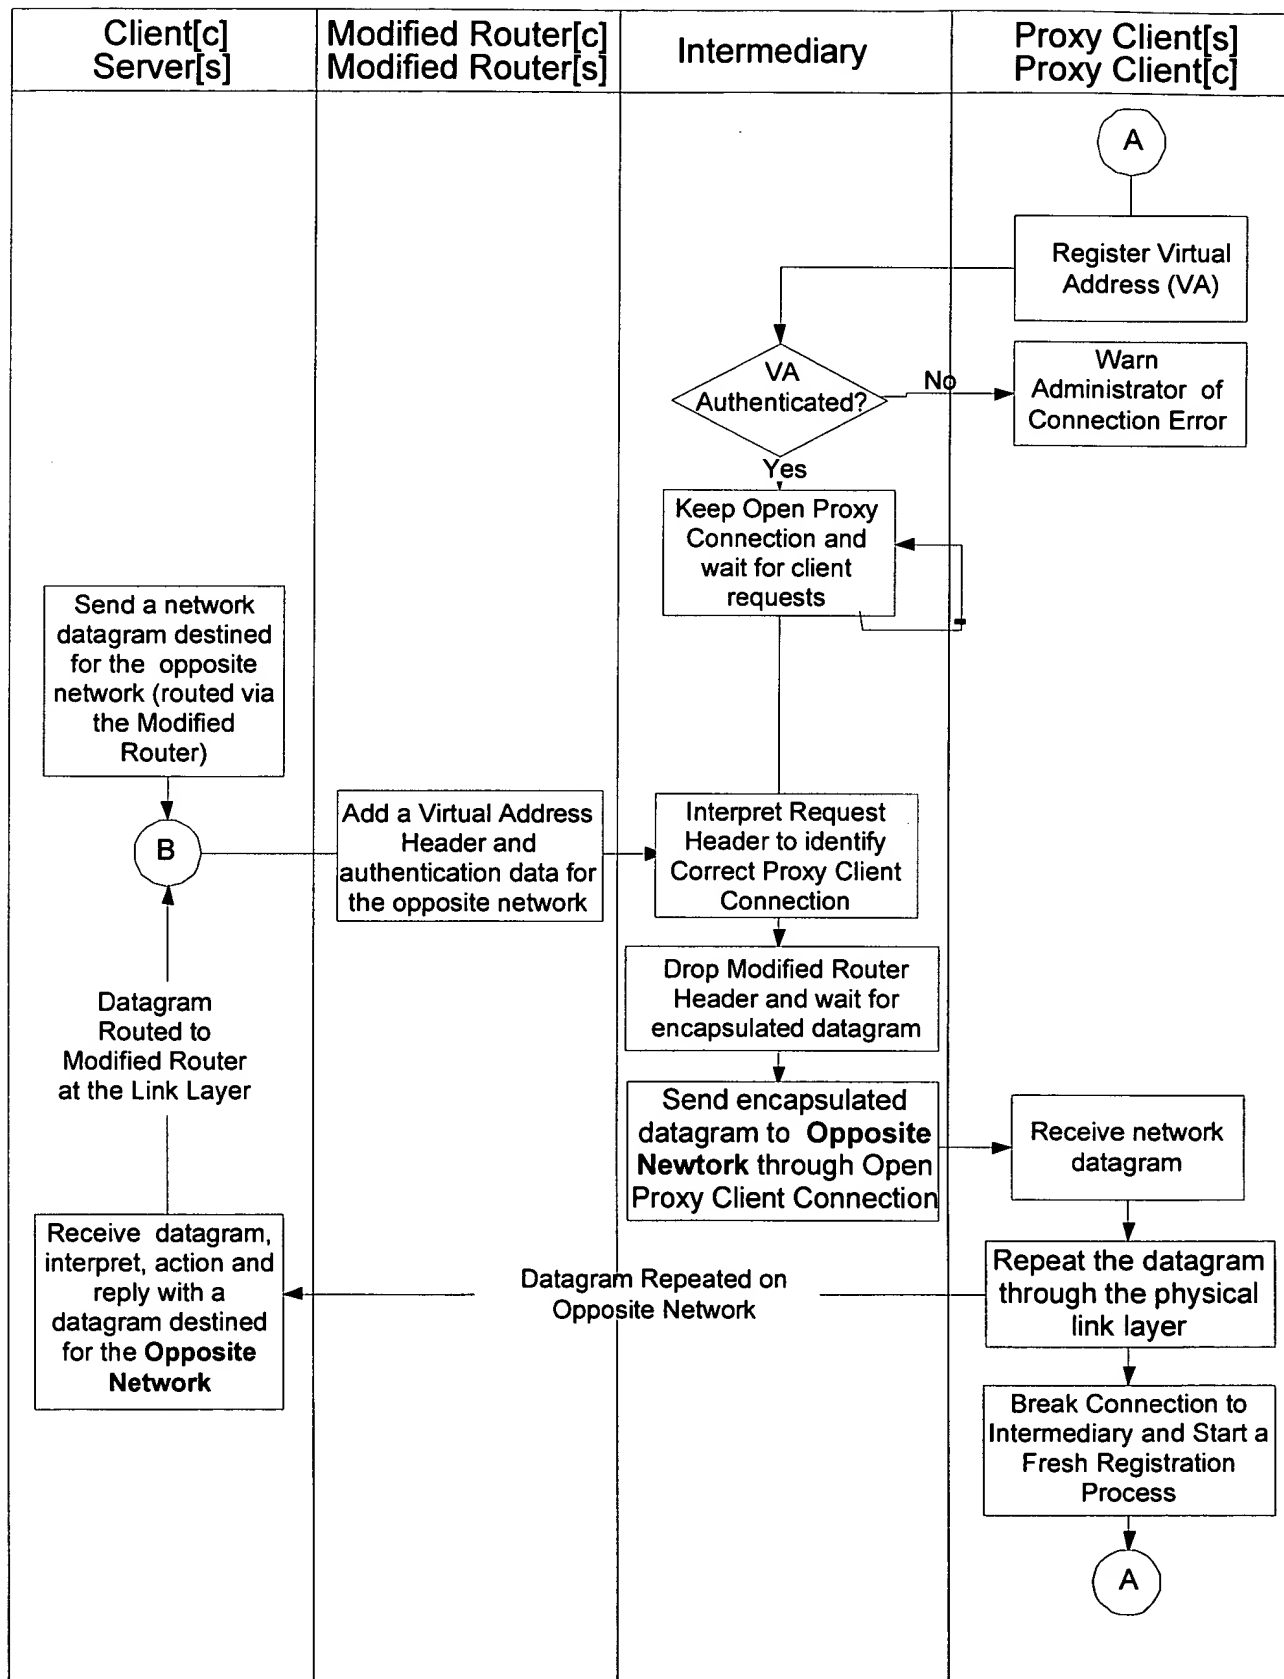 Client[c]
Server[s]
Modified Router[c]
Modified Router[s]
Intermediary
Proxy Client[s]
Proxy Client[c]
A
Register Virtual
Address (VA)
VA
Authenticated?
No
Warn
Administrator of
Connection Error
Yes
Keep Open Proxy
Connection and
wait for client
requests
Send a network
datagram destined
for the opposite
network (routed via
the Modified
Router)
B
Add a Virtual Address
Header and
authentication data for
the opposite network
Interpret Request
Header to identify
Correct Proxy Client
Connection
Drop Modified Router
Header and wait for
encapsulated datagram
Datagram
Routed to
Modified Router
at the Link Layer
Send encapsulated
datagram to Opposite
Newtork through Open
Proxy Client Connection
Receive network
datagram
Receive datagram,
interpret, action and
reply with a
datagram destined
for the Opposite
Network
Datagram Repeated on
Opposite Network
Repeat the datagram
through the physical
link layer
Break Connection to
Intermediary and Start a
Fresh Registration
Process
A